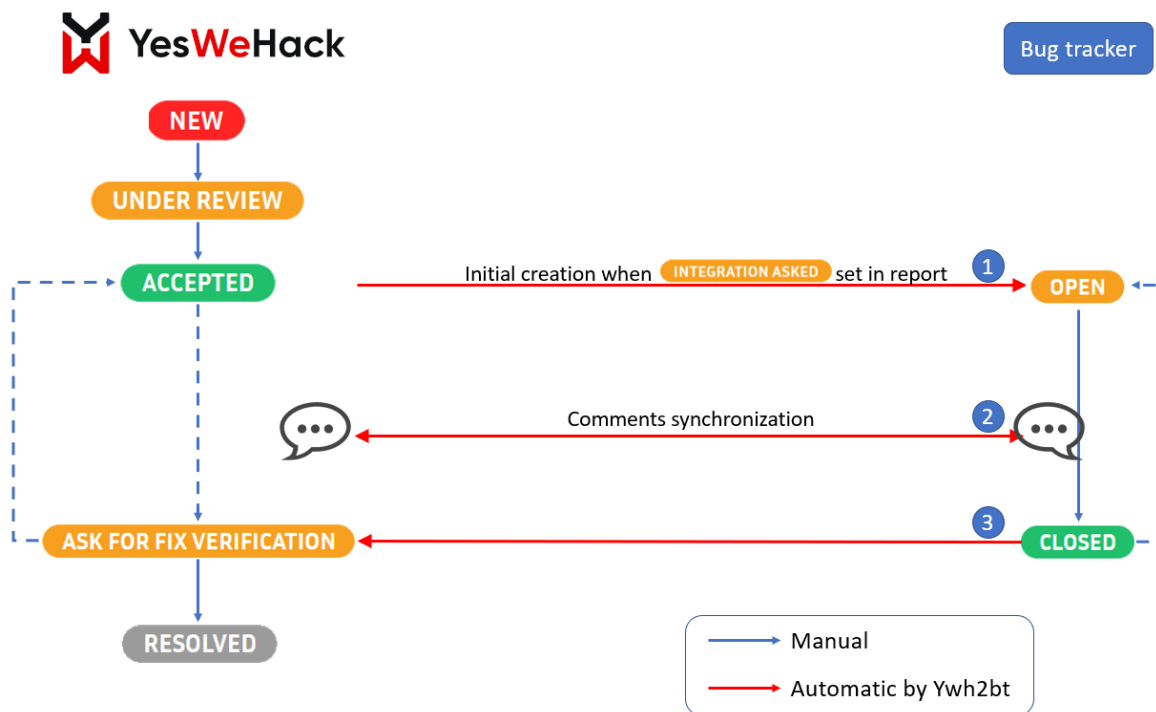 YesWeHack
Bug tracker
NEW
UNDER REVIEW
ACCEPTED
Initial creation when INTEGRATION ASKED set in report
1
OPEN
Comments synchronization
2
3
ASK FOR FIX VERIFICATION
CLOSED
RESOLVED
Manual
Automatic by Ywh2bt